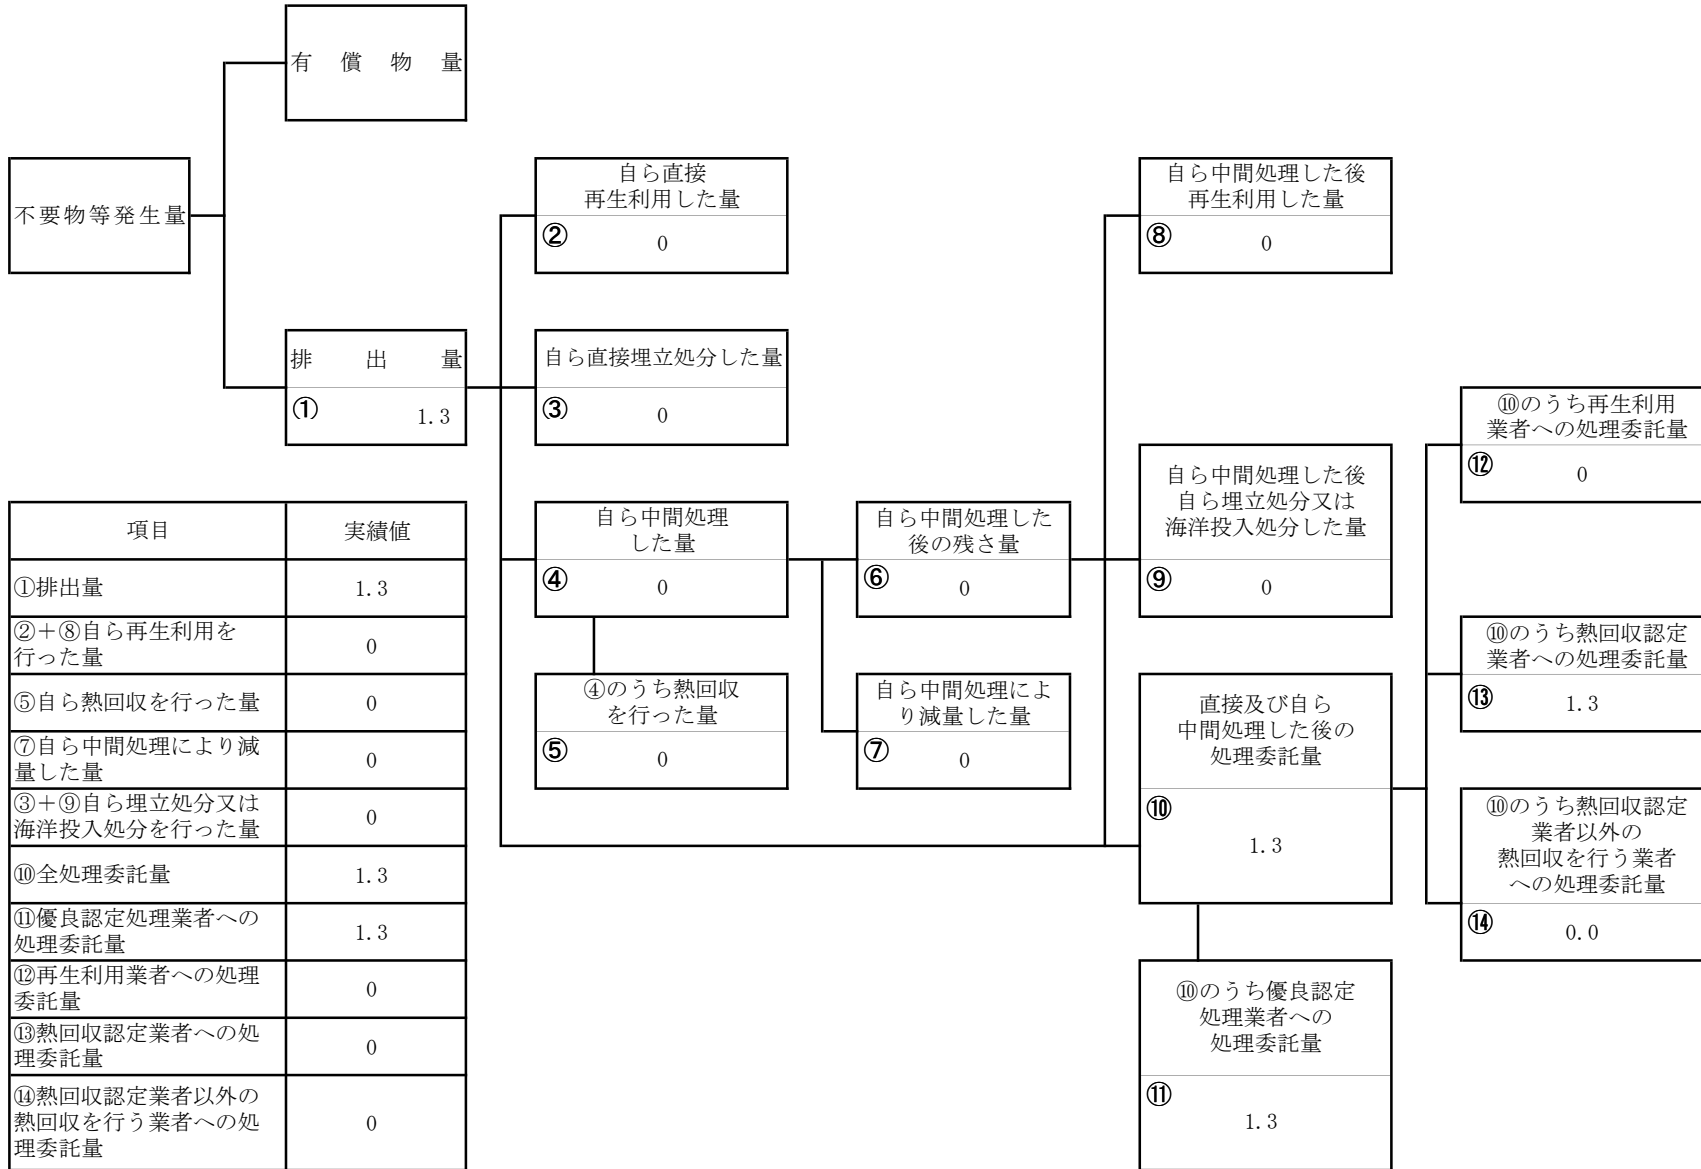 有償物量
不要物等発生量
排出量
①
1.3
自ら直接
再生利用した量
②
0
自ら直接埋立処分した量
③
0
自ら中間処理
した量
④
0
④のうち熱回収
を行った量
⑤
0
自ら中間処理した
後の残さ量
⑥
0
自ら中間処理によ
り減量した量
⑦
0
自ら中間処理した後
再生利用した量
⑧
0
自ら中間処理した後
自ら埋立処分又は
海洋投入処分した量
⑨
0
直接及び自ら
中間処理した後の
処理委託量
⑩
1.3
⑩のうち優良認定
処理業者への
処理委託量
⑪
1.3
⑩のうち再生利用
業者への処理委託量
⑫
0
⑩のうち熱回収認定
業者への処理委託量
⑬
1.3
⑩のうち熱回収認定
業者以外の
熱回収を行う業者
への処理委託量
⑭
0.0
項目 実績値
①排出量 1.3
②+⑧自ら再生利用を
行った量 0
⑤自ら熱回収を行った量 0
⑦自ら中間処理により減
量した量 0
③+⑨自ら埋立処分又は
海洋投入処分を行った量 0
⑩全処理委託量 1.3
⑪優良認定処理業者への
処理委託量 1.3
⑫再生利用業者への処理
委託量 0
⑬熱回収認定業者への処
理委託量 0
⑭熱回収認定業者以外の
熱回収を行う業者への処
理委託量 0